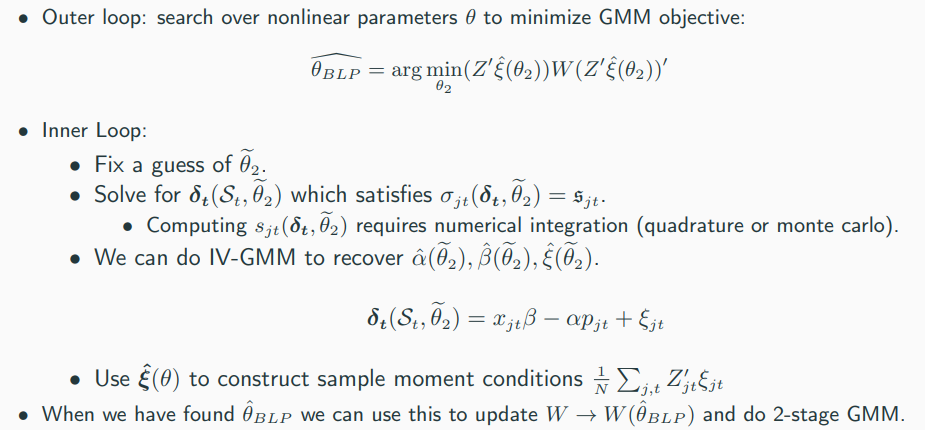 • Outer loop: search over nonlinear parameters θ to minimize GMM objective:
$\widehat{\theta_{BLP}} = \arg\min_{\theta_2}(Z'\hat{\xi}(\theta_2))W(Z'\hat{\xi}(\theta_2))'$
• Inner Loop:
• Fix a guess of $\widetilde{\theta}_2$.
• Solve for $\boldsymbol{\delta_t}(\mathcal{S}_t, \widetilde{\theta}_2)$ which satisfies $\sigma_{jt}(\boldsymbol{\delta_t}, \widetilde{\theta}_2) = \mathfrak{s}_{jt}$.
• Computing $s_{jt}(\boldsymbol{\delta_t}, \widetilde{\theta}_2)$ requires numerical integration (quadrature or monte carlo).
• We can do IV-GMM to recover $\hat{\alpha}(\widetilde{\theta}_2), \hat{\beta}(\widetilde{\theta}_2), \hat{\xi}(\widetilde{\theta}_2)$.
$\boldsymbol{\delta_t}(\mathcal{S}_t, \widetilde{\theta}_2) = x_{jt}\beta - \alpha p_{jt} + \xi_{jt}$
• Use $\hat{\boldsymbol{\xi}}(\theta)$ to construct sample moment conditions $\frac{1}{N}\sum_{j,t} Z'_{jt}\xi_{jt}$
• When we have found $\hat{\theta}_{BLP}$ we can use this to update $W \to W(\hat{\theta}_{BLP})$ and do 2-stage GMM.